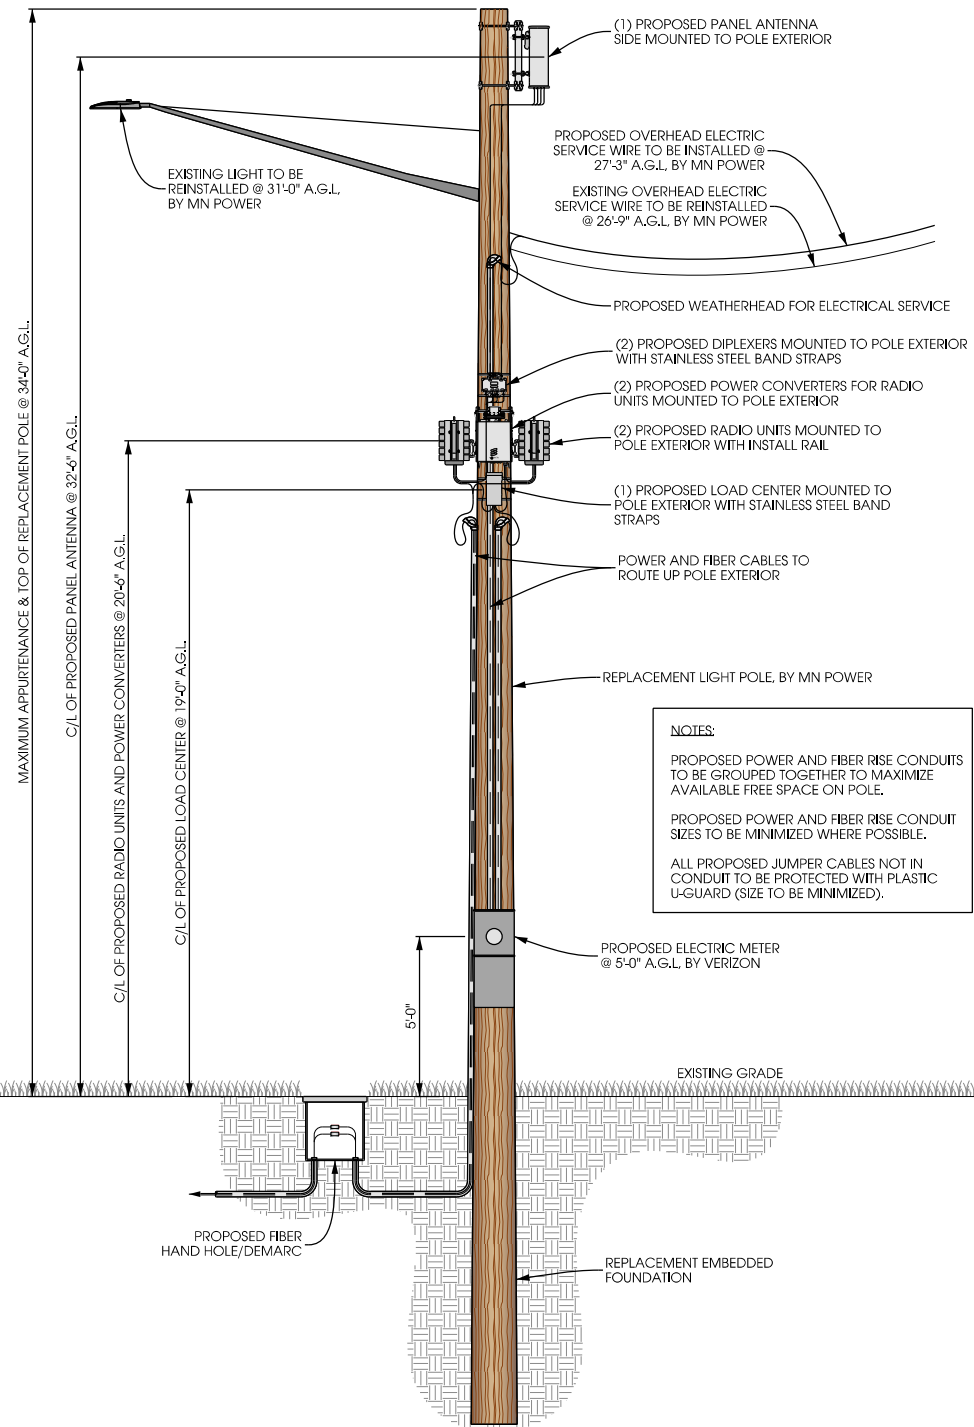 (1) PROPOSED PANEL ANTENNA
SIDE MOUNTED TO POLE EXTERIOR
PROPOSED OVERHEAD ELECTRIC
SERVICE WIRE TO BE INSTALLED @
27'-3" A.G.L, BY MN POWER
EXISTING LIGHT TO BE
REINSTALLED @ 31'-0" A.G.L,
BY MN POWER
EXISTING OVERHEAD ELECTRIC
SERVICE WIRE TO BE REINSTALLED
@ 26'-9" A.G.L, BY MN POWER
PROPOSED WEATHERHEAD FOR ELECTRICAL SERVICE
(2) PROPOSED DIPLEXERS MOUNTED TO POLE EXTERIOR
WITH STAINLESS STEEL BAND STRAPS
(2) PROPOSED POWER CONVERTERS FOR RADIO
UNITS MOUNTED TO POLE EXTERIOR
(2) PROPOSED RADIO UNITS MOUNTED TO
POLE EXTERIOR WITH INSTALL RAIL
(1) PROPOSED LOAD CENTER MOUNTED TO
POLE EXTERIOR WITH STAINLESS STEEL BAND
STRAPS
POWER AND FIBER CABLES TO
ROUTE UP POLE EXTERIOR
MAXIMUM APPURTENANCE & TOP OF REPLACEMENT POLE @ 34'-0" A.G.L.
C/L OF PROPOSED PANEL ANTENNA @ 32'-6" A.G.L.
C/L OF PROPOSED RADIO UNITS AND POWER CONVERTERS @ 20'-6" A.G.L.
C/L OF PROPOSED LOAD CENTER @ 19'-0" A.G.L.
REPLACEMENT LIGHT POLE, BY MN POWER
NOTES:
PROPOSED POWER AND FIBER RISE CONDUITS
TO BE GROUPED TOGETHER TO MAXIMIZE
AVAILABLE FREE SPACE ON POLE.
PROPOSED POWER AND FIBER RISE CONDUIT
SIZES TO BE MINIMIZED WHERE POSSIBLE.
ALL PROPOSED JUMPER CABLES NOT IN
CONDUIT TO BE PROTECTED WITH PLASTIC
U-GUARD (SIZE TO BE MINIMIZED).
PROPOSED ELECTRIC METER
@ 5'-0" A.G.L, BY VERIZON
5'-0"
EXISTING GRADE
PROPOSED FIBER
HAND HOLE/DEMARC
REPLACEMENT EMBEDDED
FOUNDATION